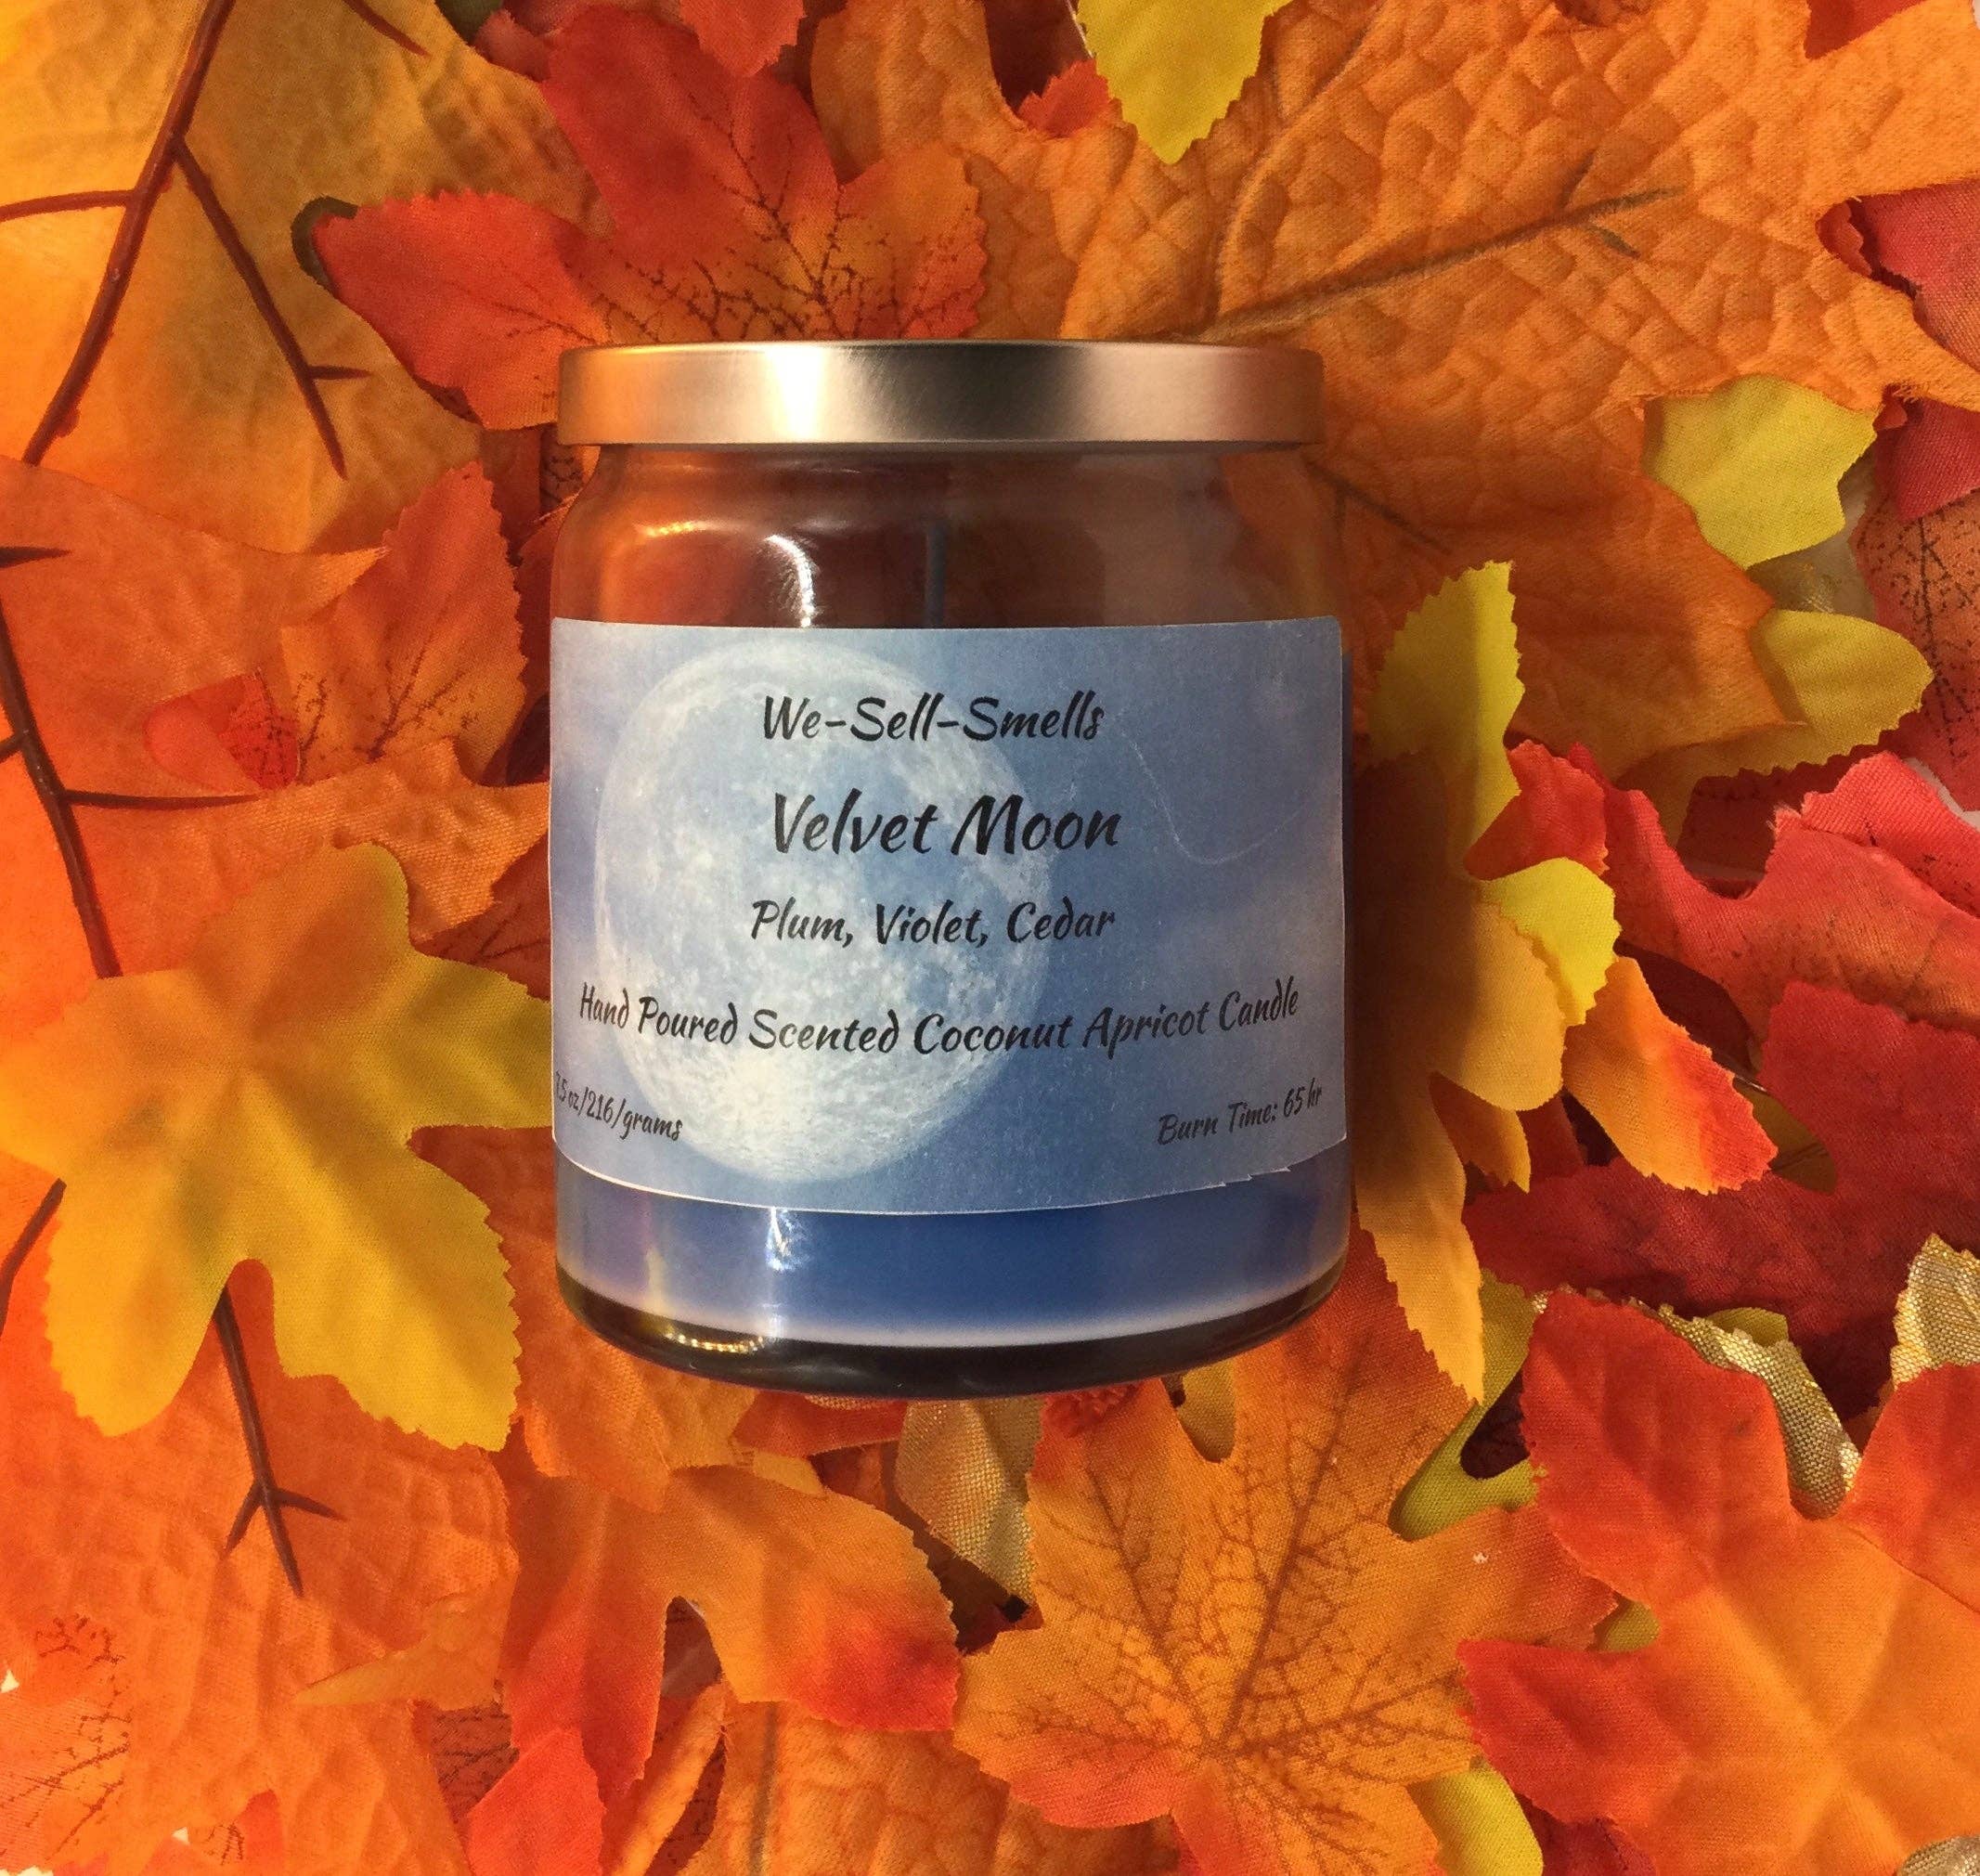 We-Sell-Smells
Velvet Moon
Plum, Violet, Cedar
Hand Poured Scented Coconut Apricot Candle
7.5 oz/216/grams
Burn Time: 65 hr